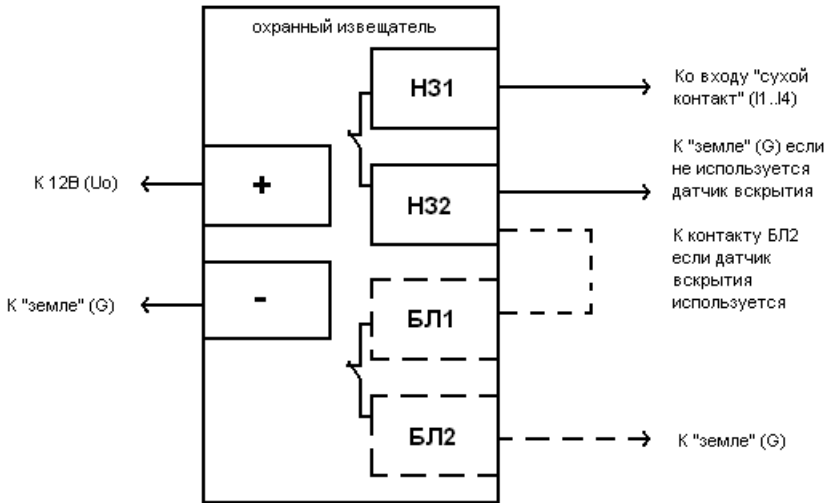 охранный извещатель
НЗ1
Ко входу "сухой
контакт" (I1..I4)
К "земле" (G) если
не используется
датчик вскрытия
К 12В (Uo)
+
НЗ2
К контакту БЛ2
если датчик
вскрытия
используется
К "земле" (G)
-
БЛ1
БЛ2
К "земле" (G)